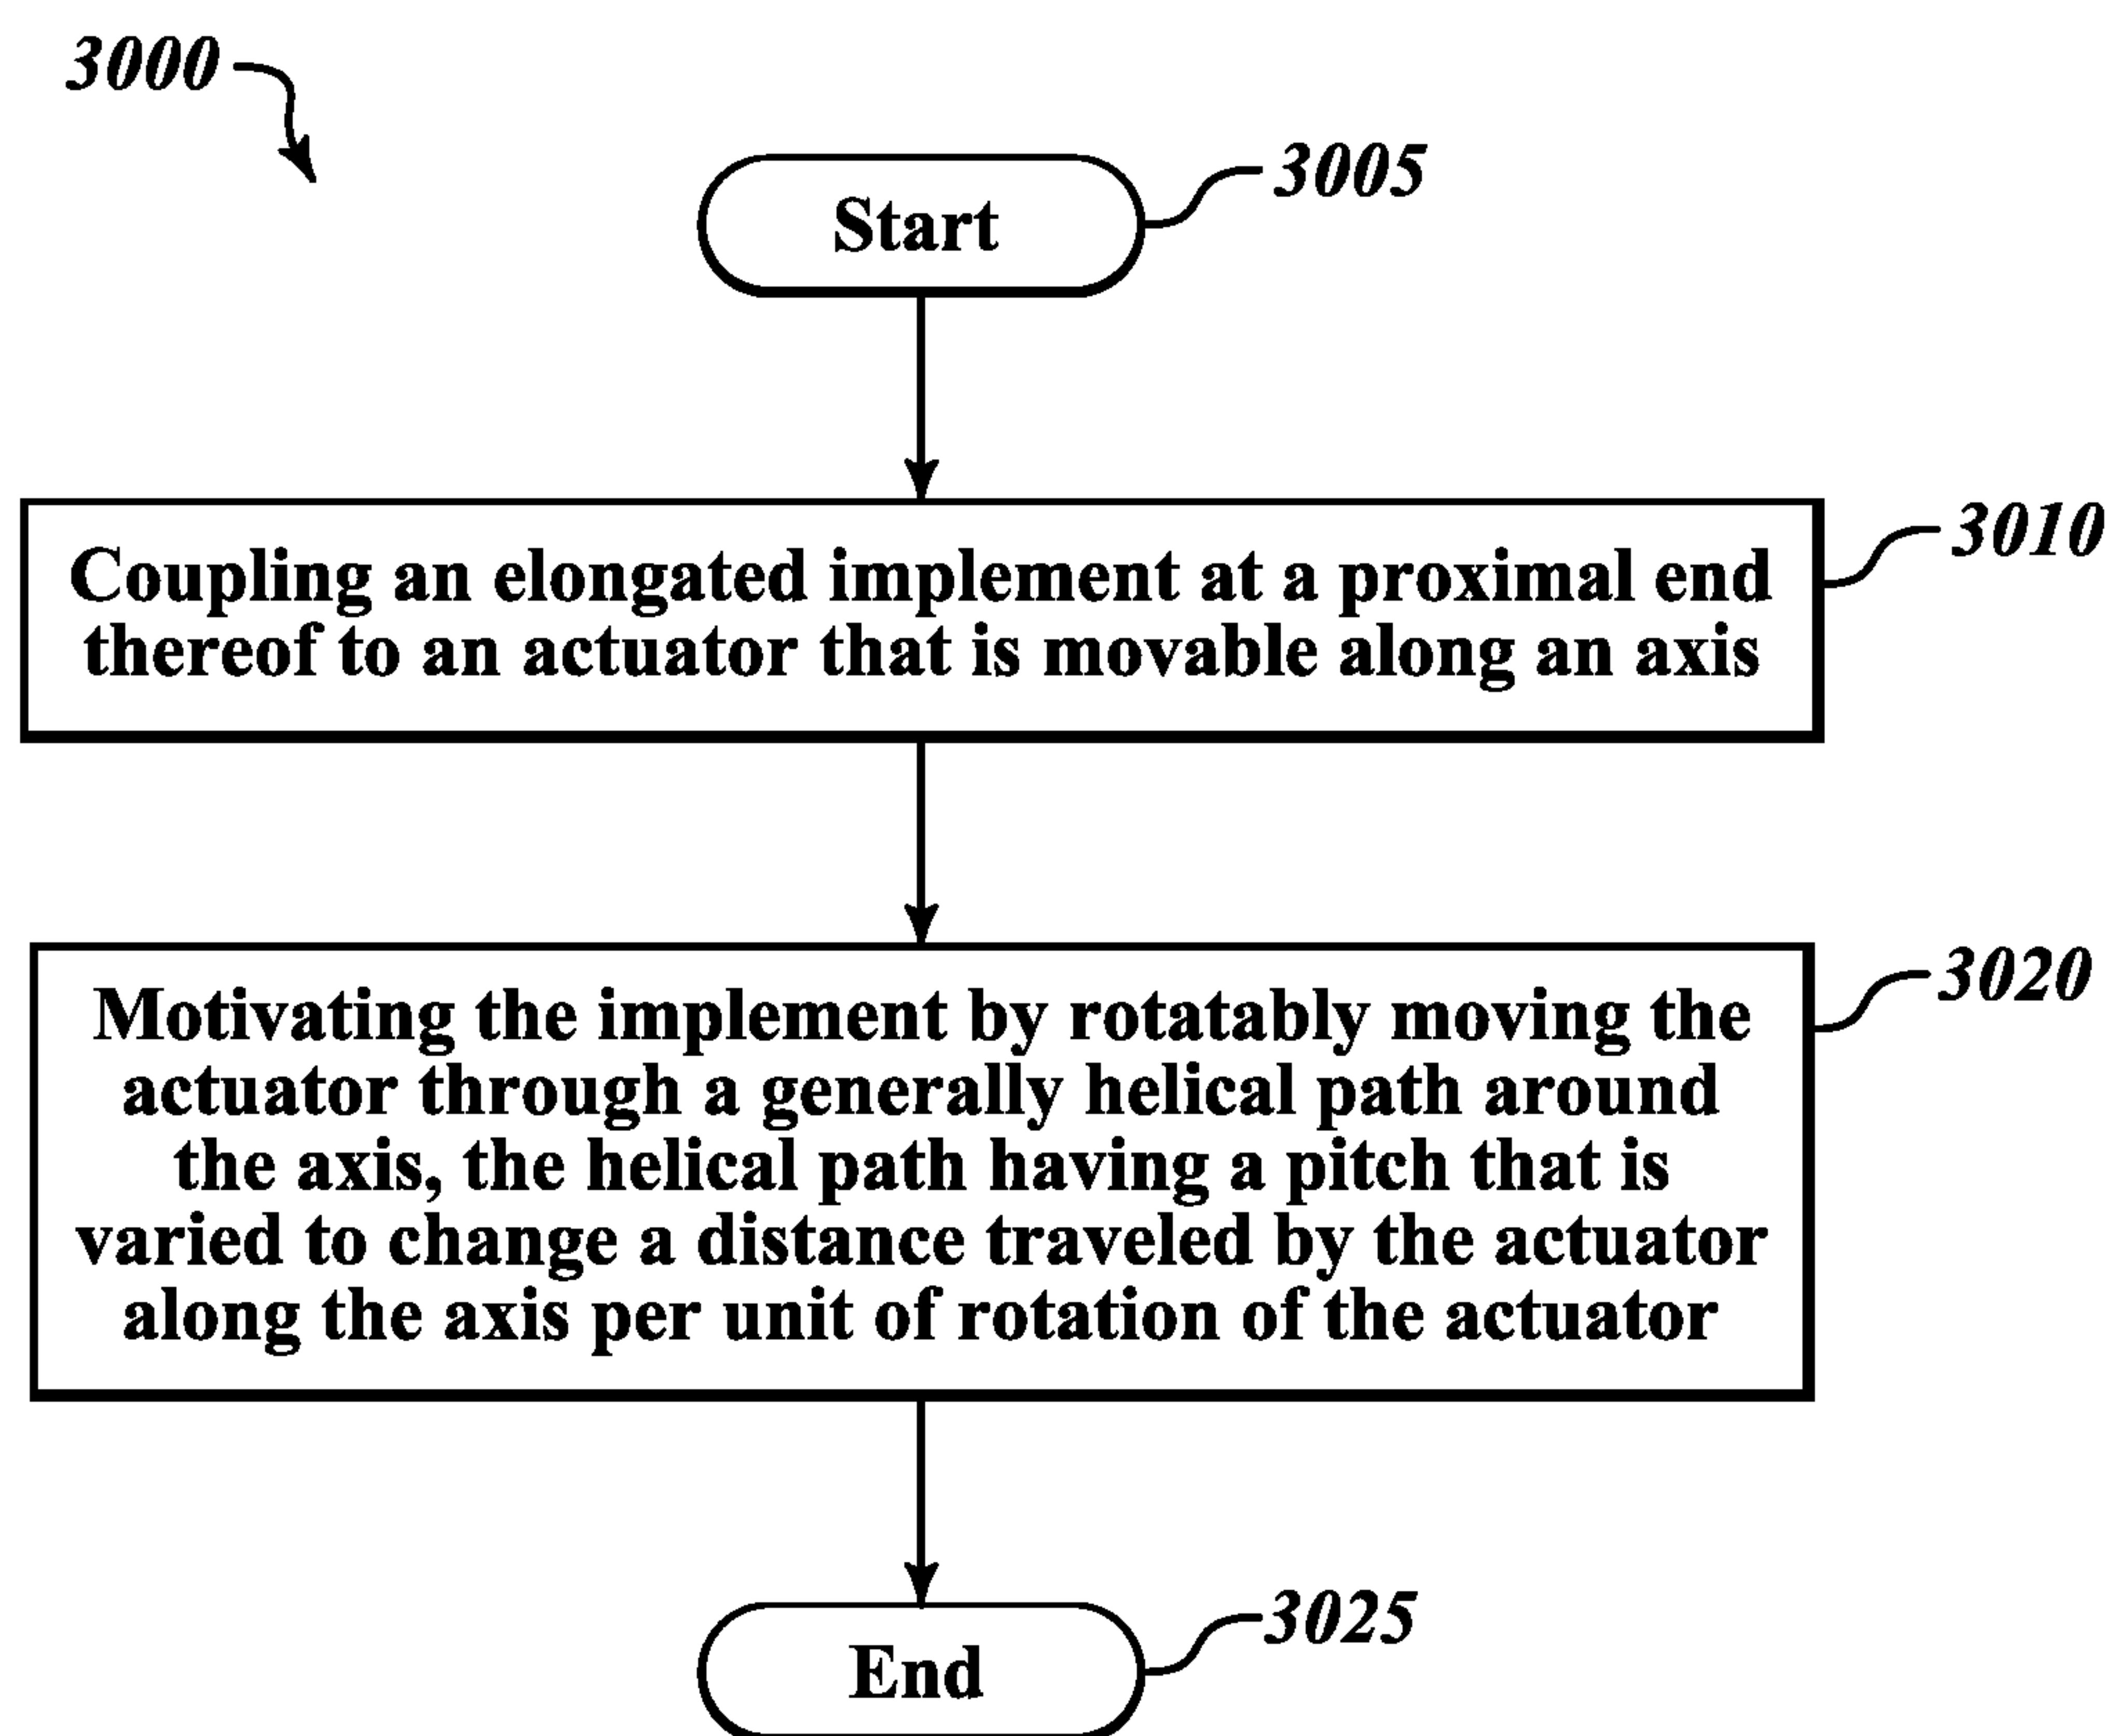 3000
3005
Start
3010
Coupling an elongated implement at a proximal end
thereof to an actuator that is movable along an axis
3020
Motivating the implement by rotatably moving the
actuator through a generally helical path around
the axis, the helical path having a pitch that is
varied to change a distance traveled by the actuator
along the axis per unit of rotation of the actuator
3025
End